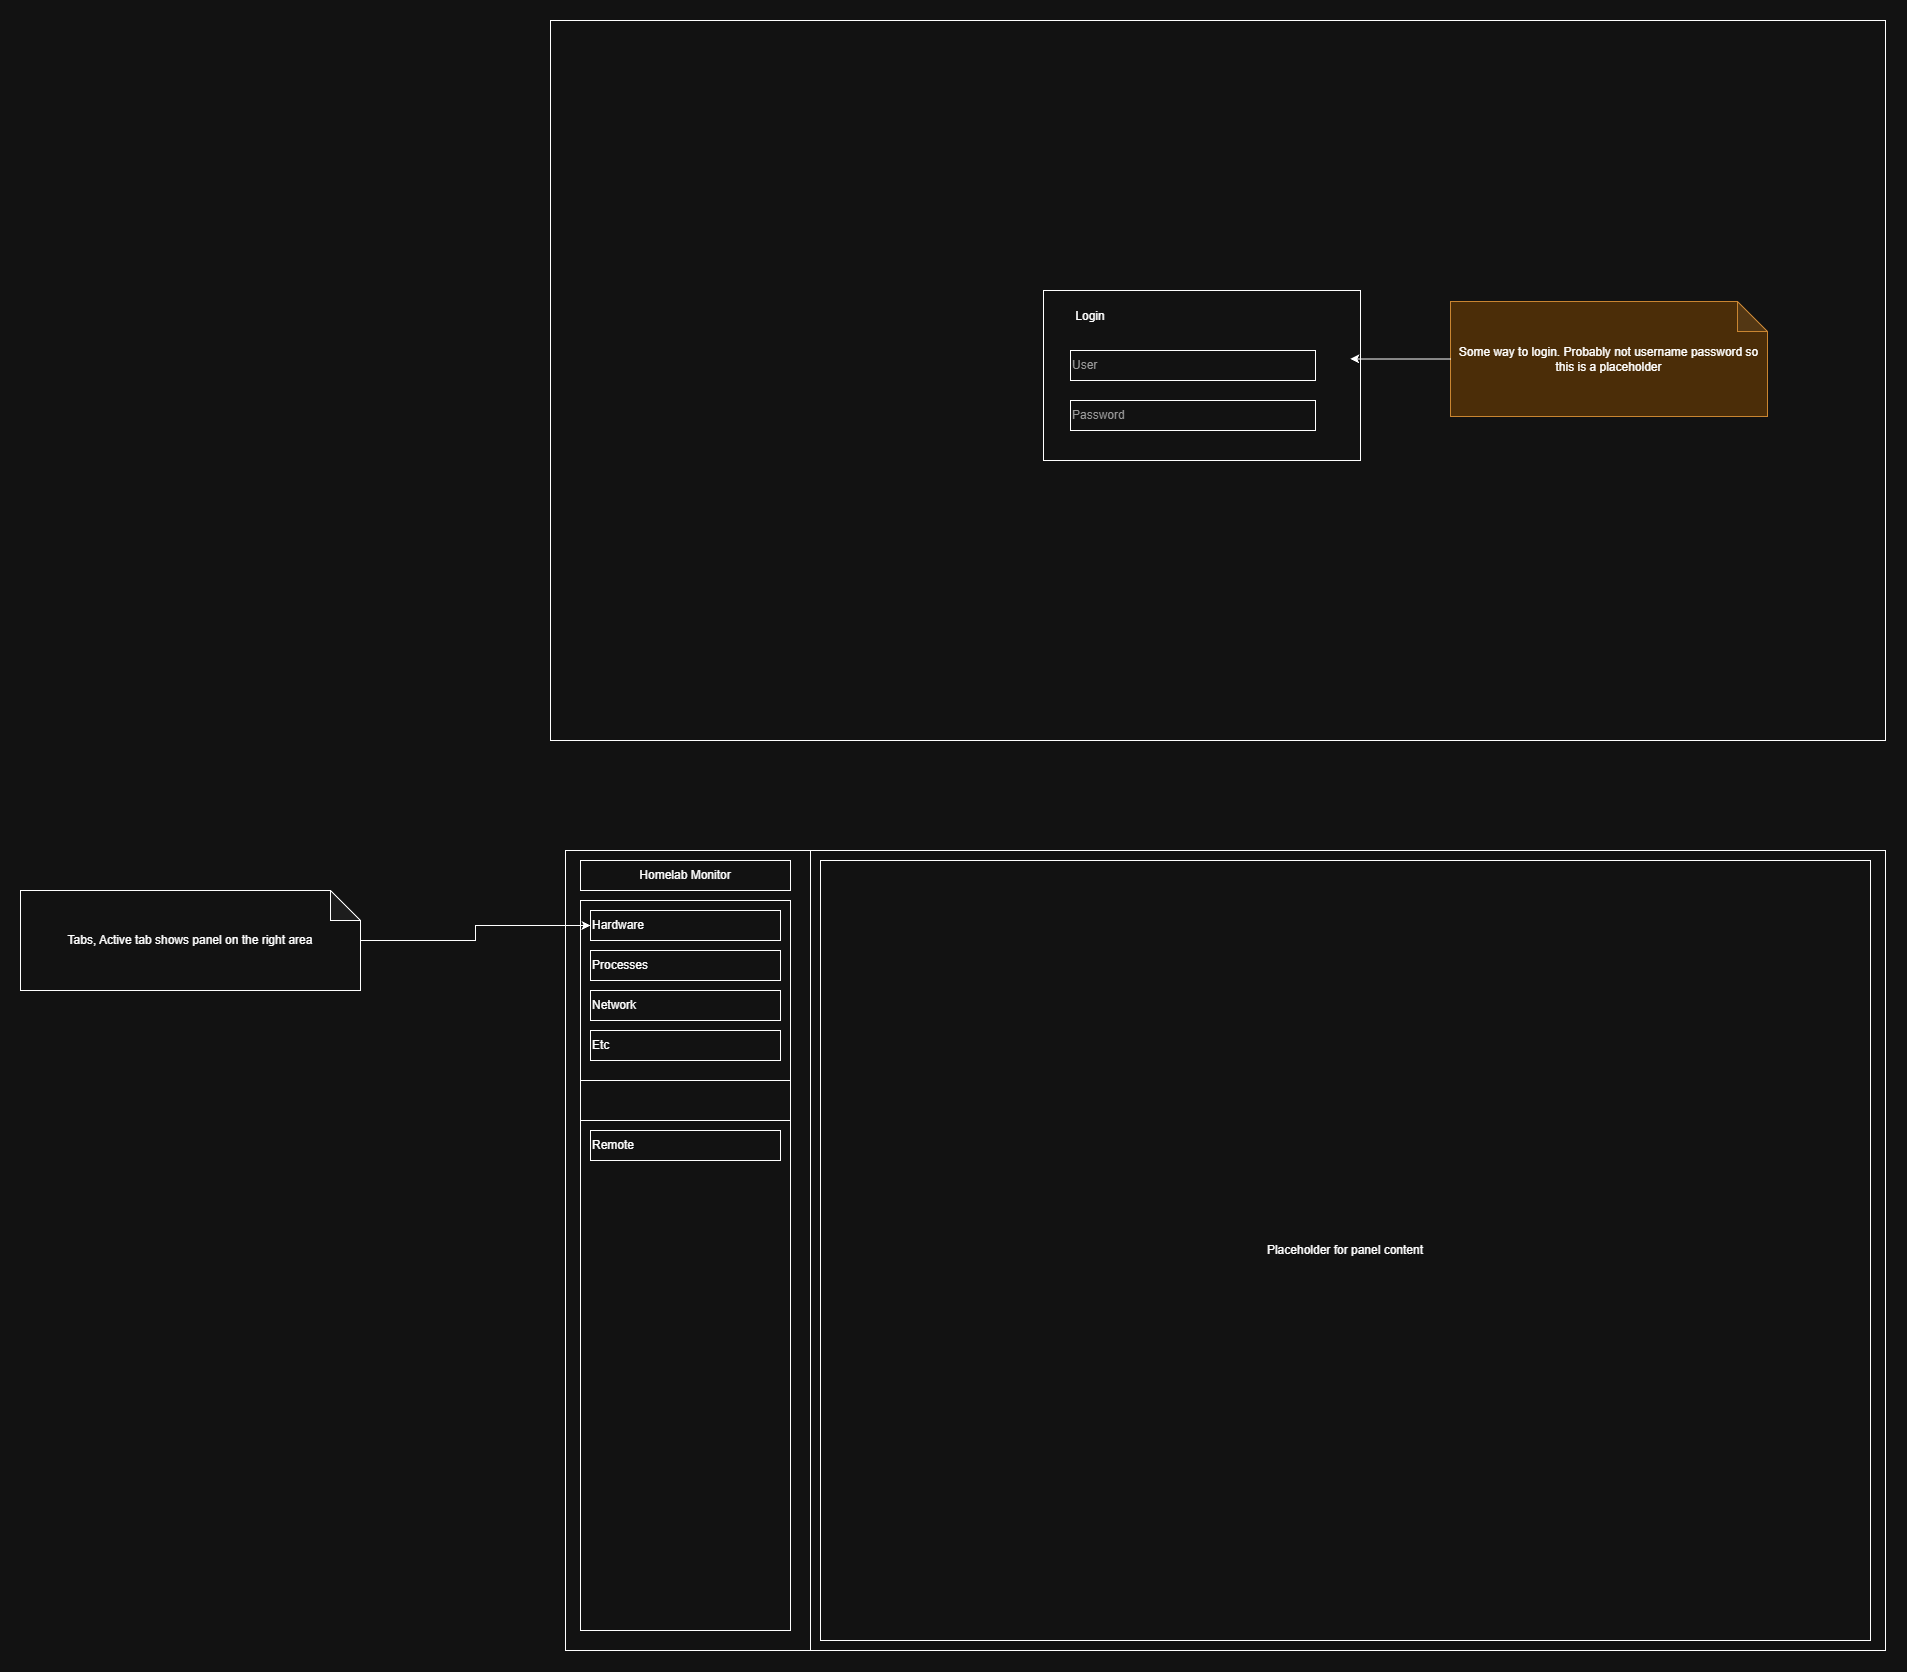 Login
User
Password
Some way to login. Probably not username password so
this is a placeholder
Tabs, Active tab shows panel on the right area
Homelab Monitor
Hardware
Processes
Network
Etc
Remote
Placeholder for panel content